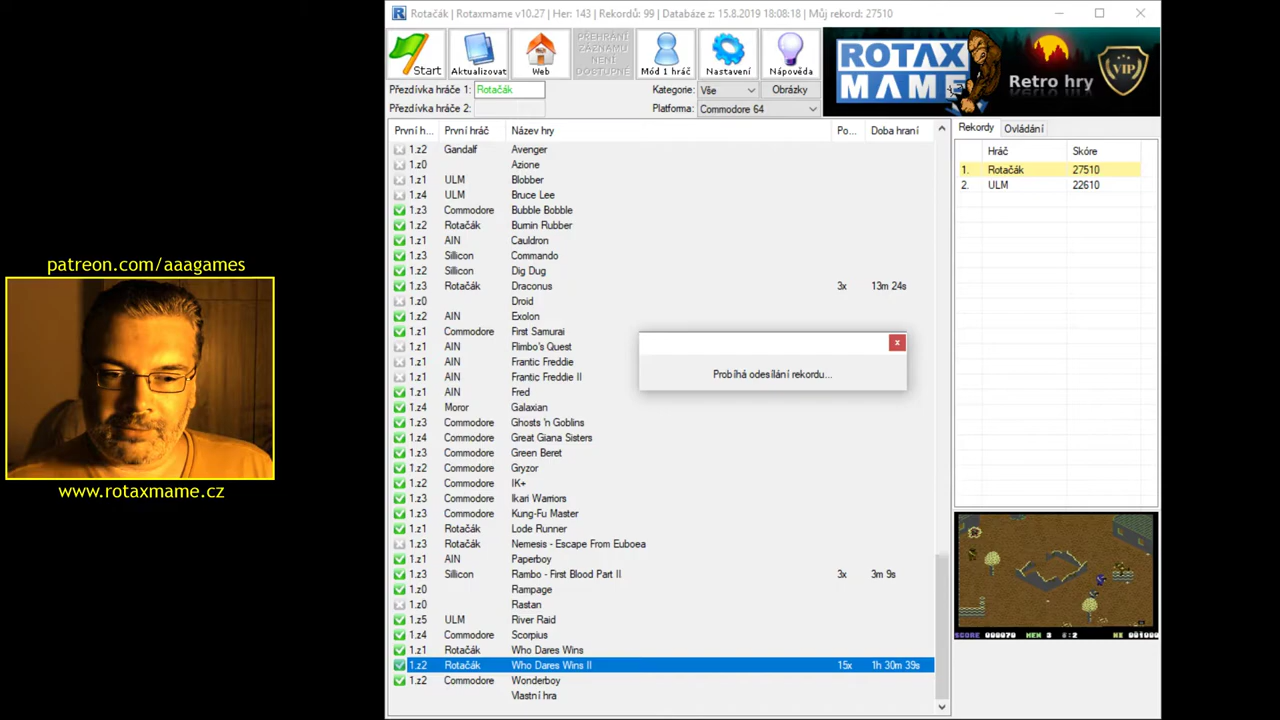 Rotačák | Rotaxmame v10.27 | Her: 143 | Rekordů: 99 | Databáze z: 15.8.2019 18:08:18 | Můj rekord: 27510
Start
Aktualizovat
Web
PŘEHRÁNÍ ZÁZNAMU NENÍ DOSTUPNÉ
Mód 1 hráč
Nastavení
Nápověda
ROTAX
MAME
Retro hry
VIP
Přezdívka hráče 1: Rotačák
Kategorie: Vše
Obrázky
Přezdívka hráče 2:
Platforma: Commodore 64
První h... První hráč Název hry Po... Doba hraní
1.z2 Gandalf Avenger
1.z0 Azione
1.z1 ULM Blobber
1.z4 ULM Bruce Lee
1.z3 Commodore Bubble Bobble
1.z2 Rotačák Burnin Rubber
1.z1 AIN Cauldron
1.z3 Sillicon Commando
1.z2 Sillicon Dig Dug
1.z3 Rotačák Draconus 3x 13m 24s
1.z0 Droid
1.z2 AIN Exolon
1.z1 Commodore First Samurai
1.z1 AIN Flimbo's Quest
1.z1 AIN Frantic Freddie
1.z1 AIN Frantic Freddie II
1.z1 AIN Fred
1.z4 Moror Galaxian
1.z3 Commodore Ghosts 'n Goblins
1.z4 Commodore Great Giana Sisters
1.z3 Commodore Green Beret
1.z2 Commodore Gryzor
1.z2 Commodore IK+
1.z3 Commodore Ikari Warriors
1.z3 Commodore Kung-Fu Master
1.z1 Rotačák Lode Runner
1.z3 Rotačák Nemesis - Escape From Euboea
1.z1 AIN Paperboy
1.z3 Sillicon Rambo - First Blood Part II 3x 3m 9s
1.z0 Rampage
1.z0 Rastan
1.z5 ULM River Raid
1.z4 Commodore Scorpius
1.z1 Rotačák Who Dares Wins
1.z2 Rotačák Who Dares Wins II 15x 1h 30m 39s
1.z2 Commodore Wonderboy
Vlastní hra
Probíhá odesílání rekordu...
x
Rekordy Ovládání
Hráč Skóre
1. Rotačák 27510
2. ULM 22610
SCORE 000070 MEN 3
patreon.com/aaagames
www.rotaxmame.cz